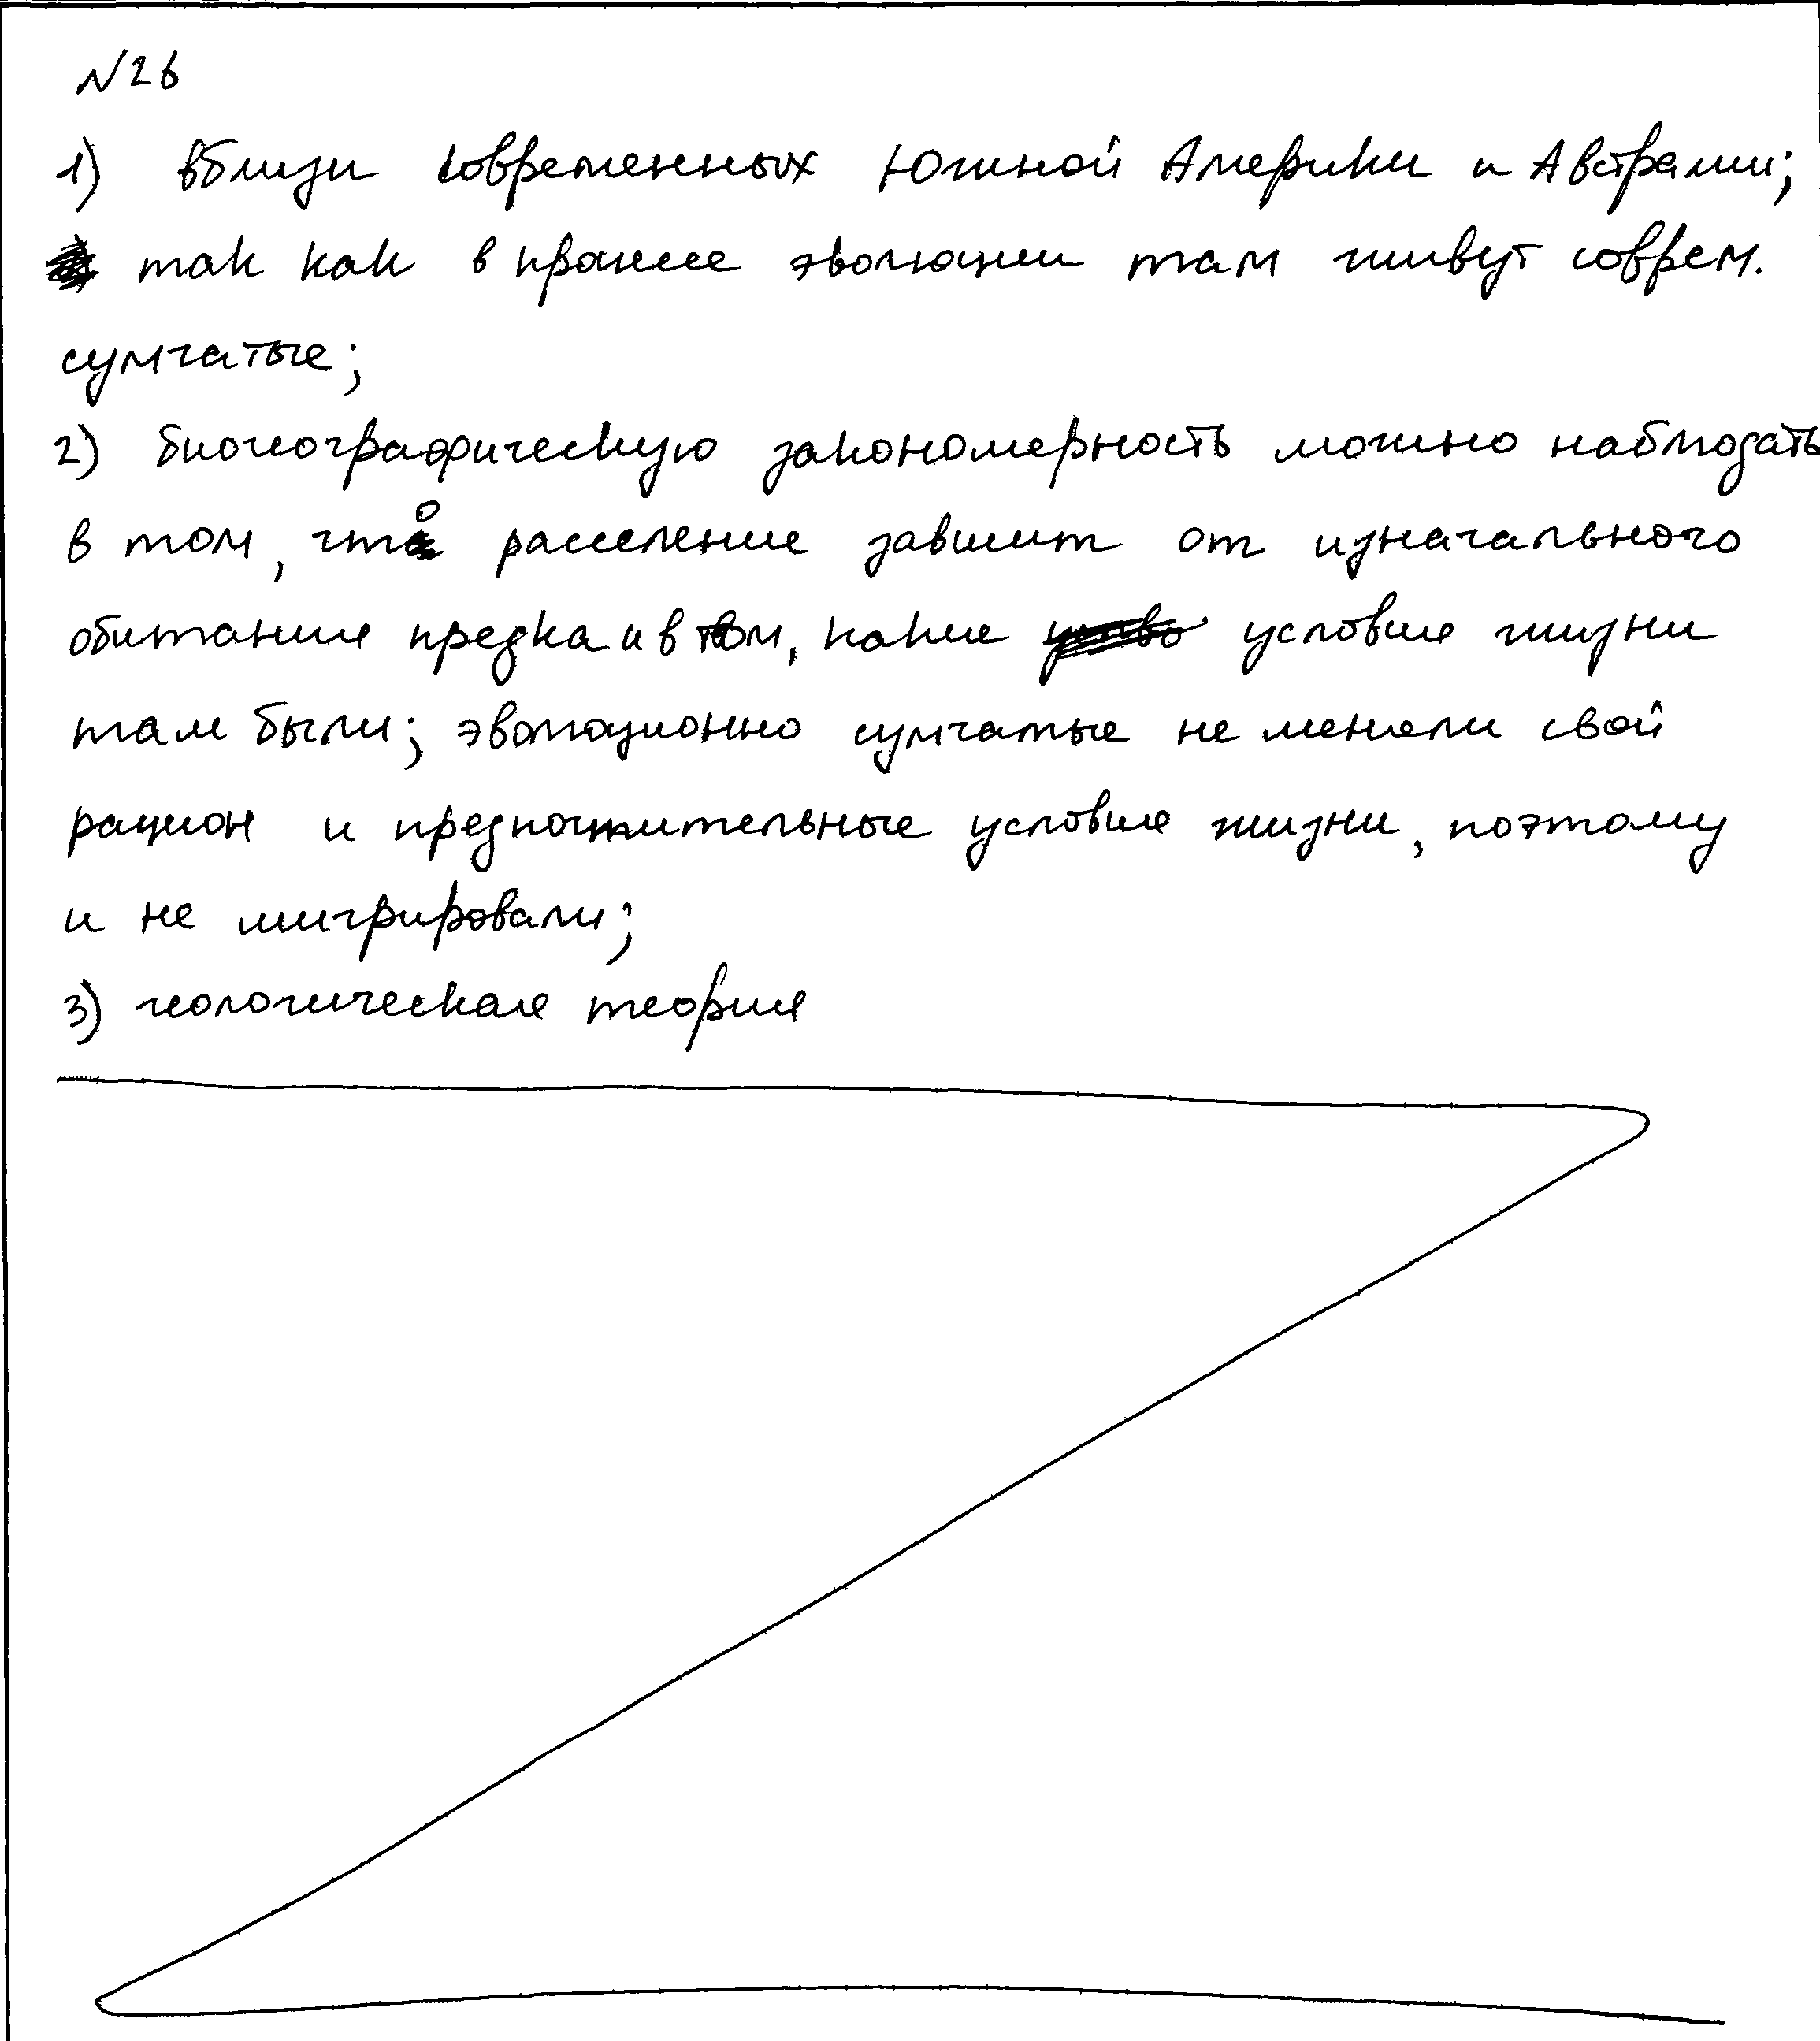 №26
1) вблизи современных Южной Америки и Австралии;
так как в процессе эволюции там живут соврем.
сумчатые;
2) биогеографическую закономерность можно наблюдать
в том, что расселение зависит от изначального
обитания предка и в том, какие условия жизни
там были; эволюционно сумчатые не меняли свой
рацион и предпочтительные условия жизни, поэтому
и не мигрировали;
3) геологическая теория